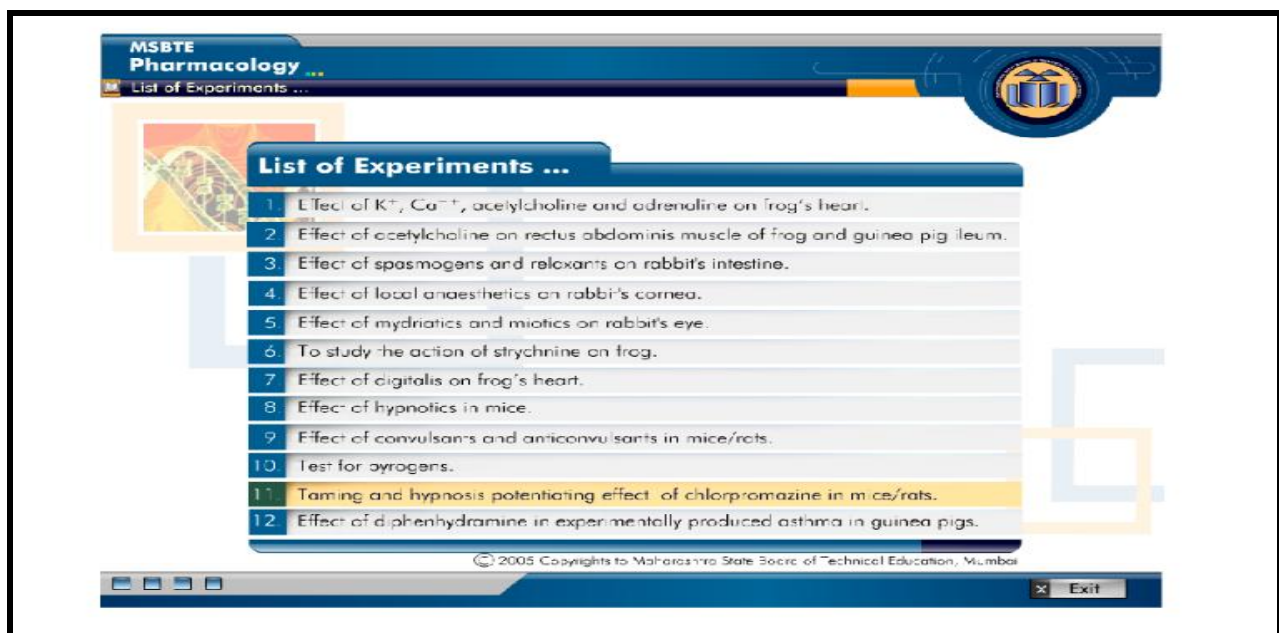 MSBTE
Pharmacology ...
List of Experiments ...
List of Experiments ...
1. Effect of K⁺, Ca⁺⁺, acetylcholine and adrenaline on frog's heart.
2. Effect of acetylcholine on rectus abdominis muscle of frog and guinea pig ileum.
3. Effect of spasmogens and relaxants on rabbit's intestine.
4. Effect of local anaesthetics on rabbit's cornea.
5. Effect of mydriatics and miotics on rabbit's eye.
6. To study the action of strychnine on frog.
7. Effect of digitalis on frog's heart.
8. Effect of hypnotics in mice.
9. Effect of convulsants and anticonvulsants in mice/rats.
10. Test for pyrogens.
11. Taming and hypnosis potentiating effect of chlorpromazine in mice/rats.
12. Effect of diphenhydramine in experimentally produced asthma in guinea pigs.
© 2005 Copyrights to Maharashtra State Board of Technical Education, Mumbai
x Exit